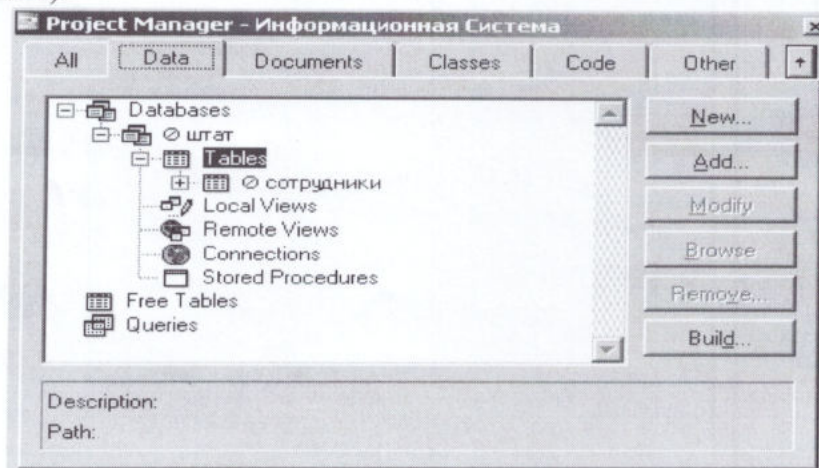 Project Manager - Информационная Система
All Data Documents Classes Code Other
Databases
штат
Tables
сотрудники
Local Views
Remote Views
Connections
Stored Procedures
Free Tables
Queries
New...
Add...
Modify
Browse
Remove...
Build...
Description:
Path: